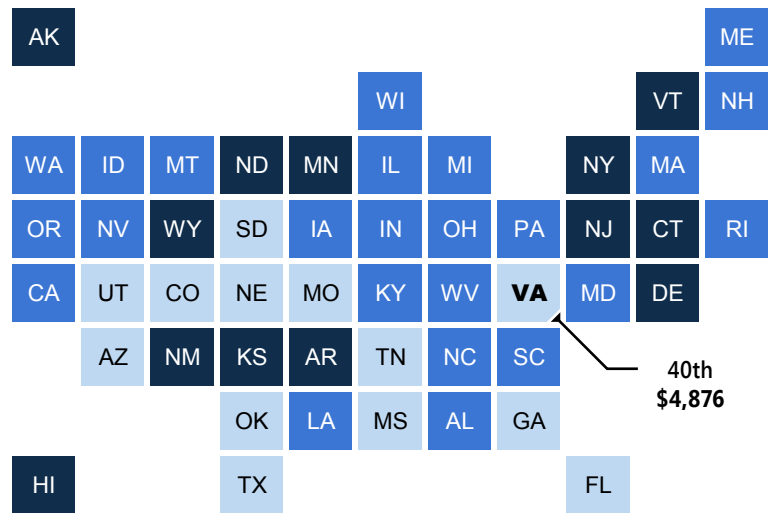 AK ME
WI VT NH
WA ID MT ND MN IL MI NY MA
OR NV WY SD IA IN OH PA NJ CT RI
CA UT CO NE MO KY WV VA MD DE
AZ NM KS AR TN NC SC
40th
$4,876
OK LA MS AL GA
HI TX FL